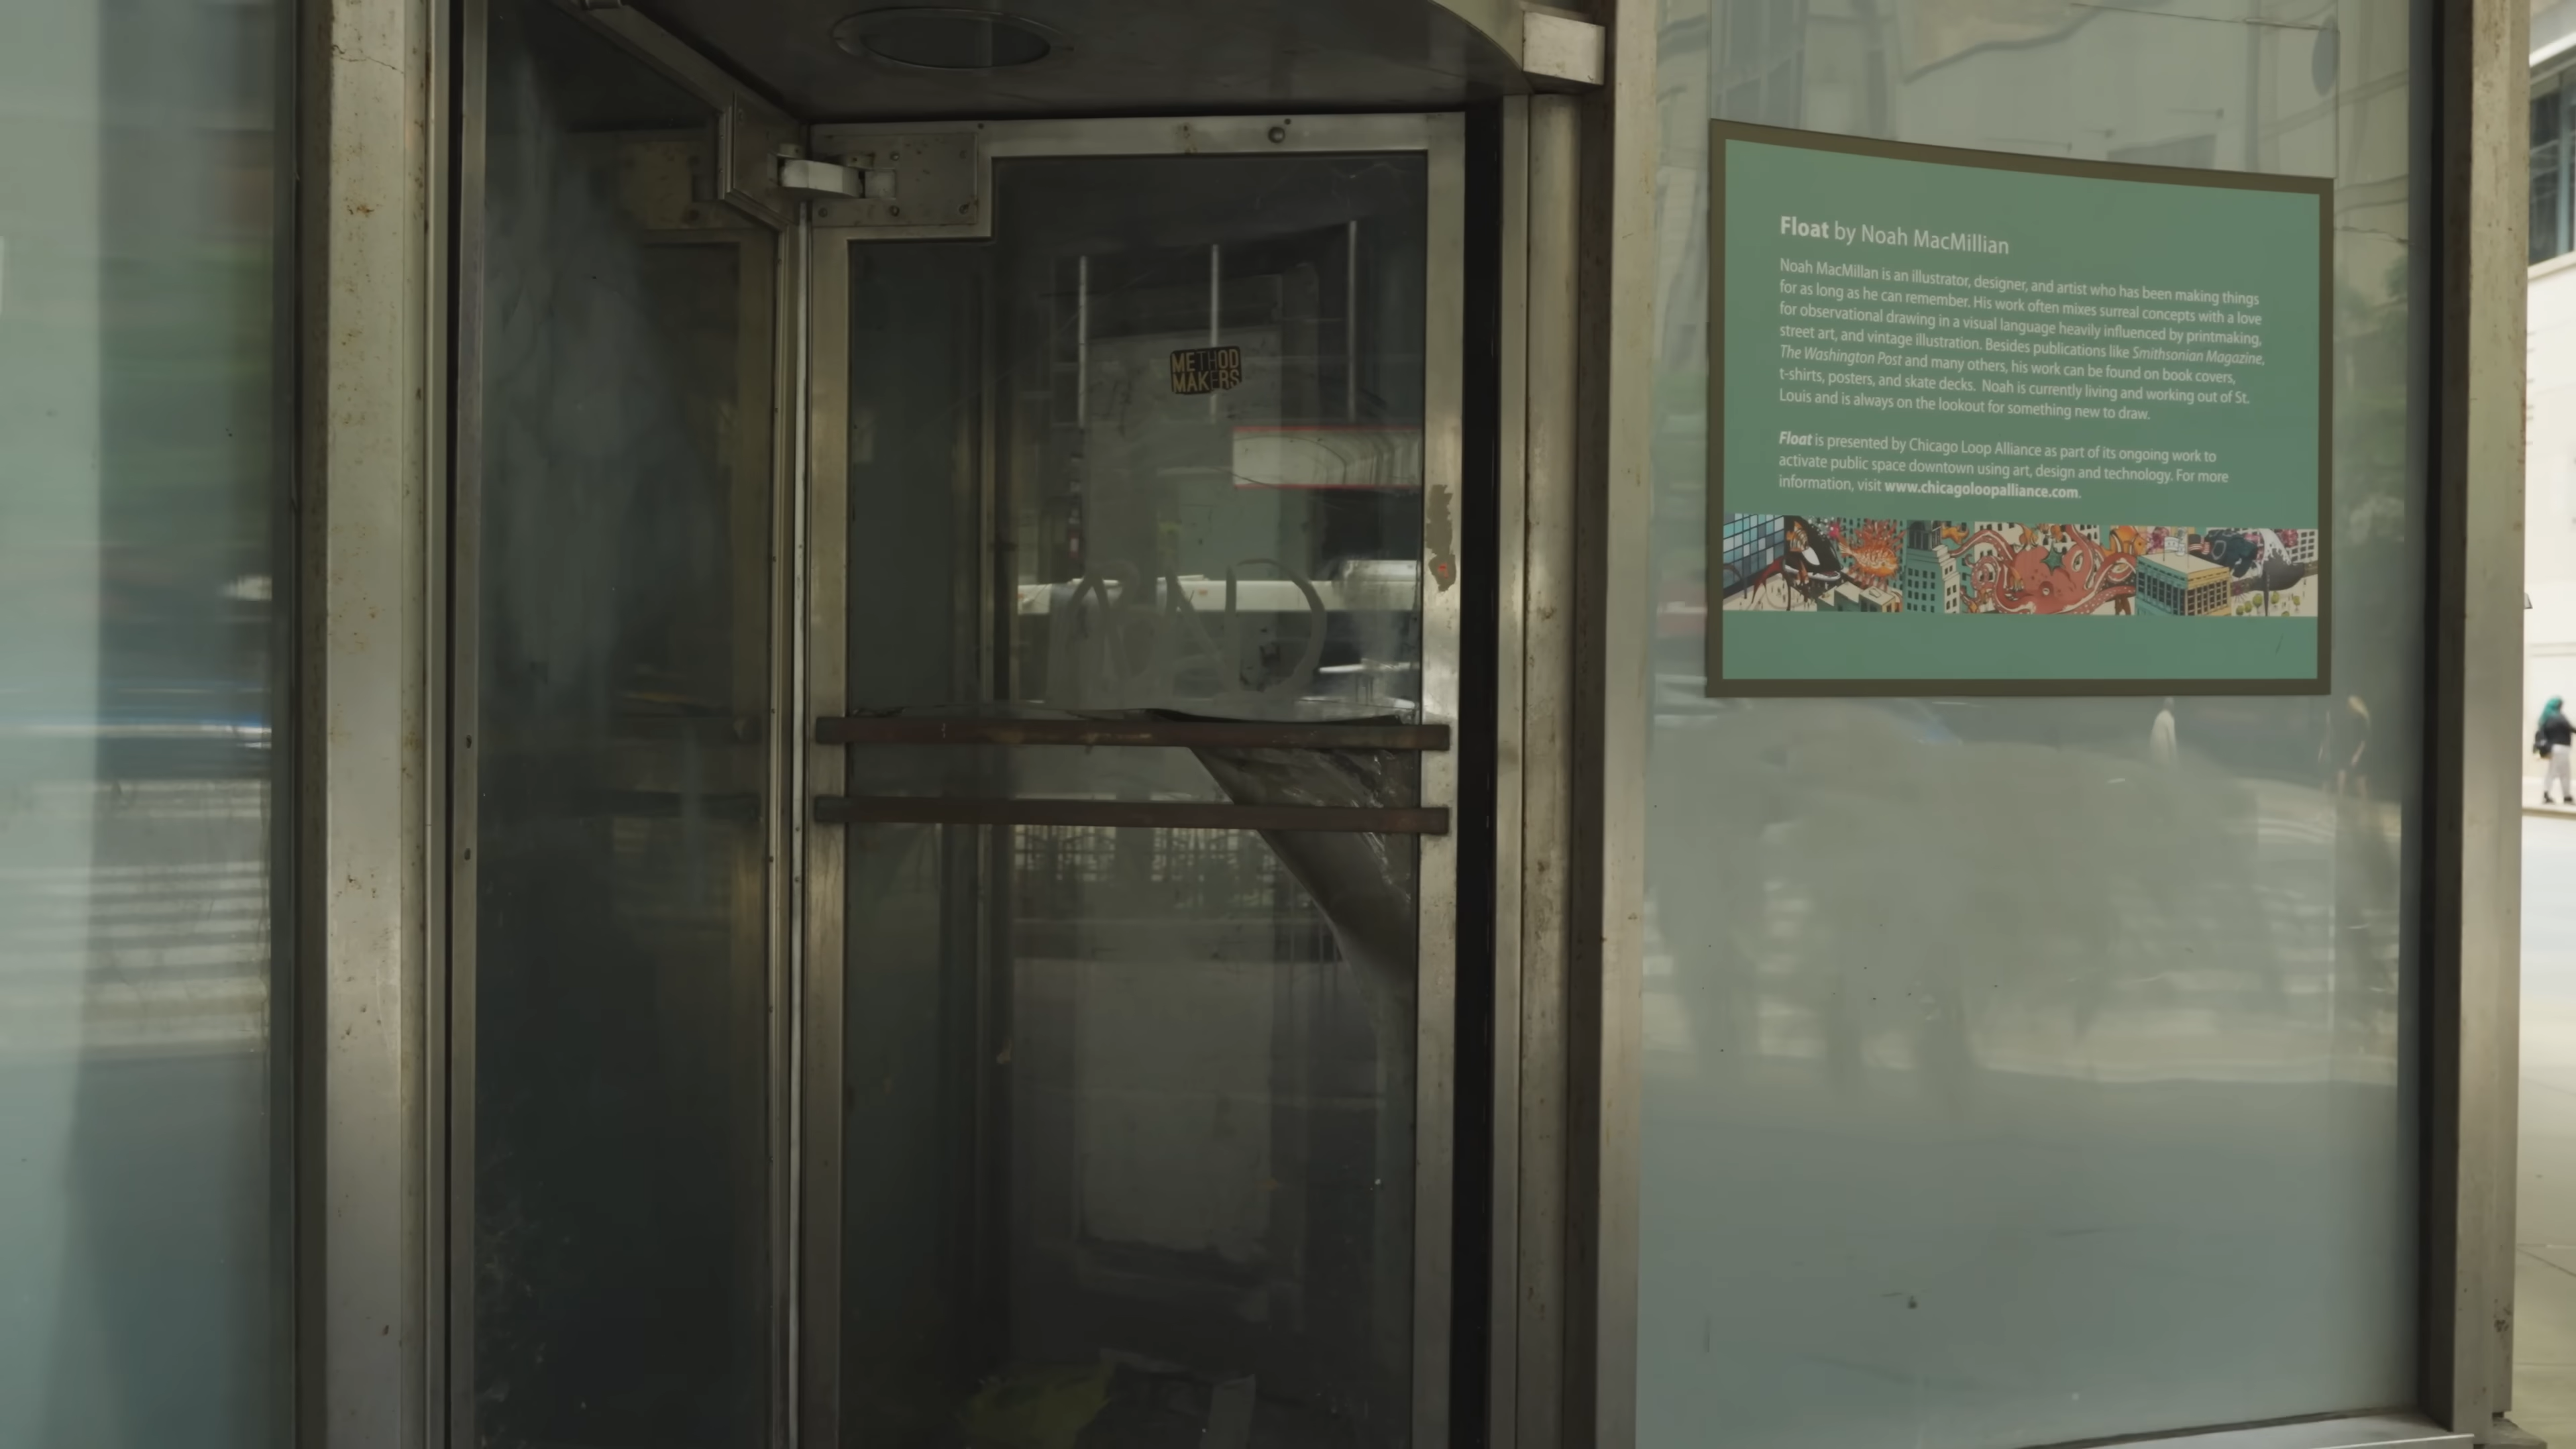 METHOD
MAKERS
Float by Noah MacMillian
Noah MacMillan is an illustrator, designer, and artist who has been making things
for as long as he can remember. His work often mixes surreal concepts with a love
for observational drawing in a visual language heavily influenced by printmaking,
street art, and vintage illustration. Besides publications like Smithsonian Magazine,
The Washington Post and many others, his work can be found on book covers,
t-shirts, posters, and skate decks. Noah is currently living and working out of St.
Louis and is always on the lookout for something new to draw.
Float is presented by Chicago Loop Alliance as part of its ongoing work to
activate public space downtown using art, design and technology. For more
information, visit www.chicagoloopalliance.com.